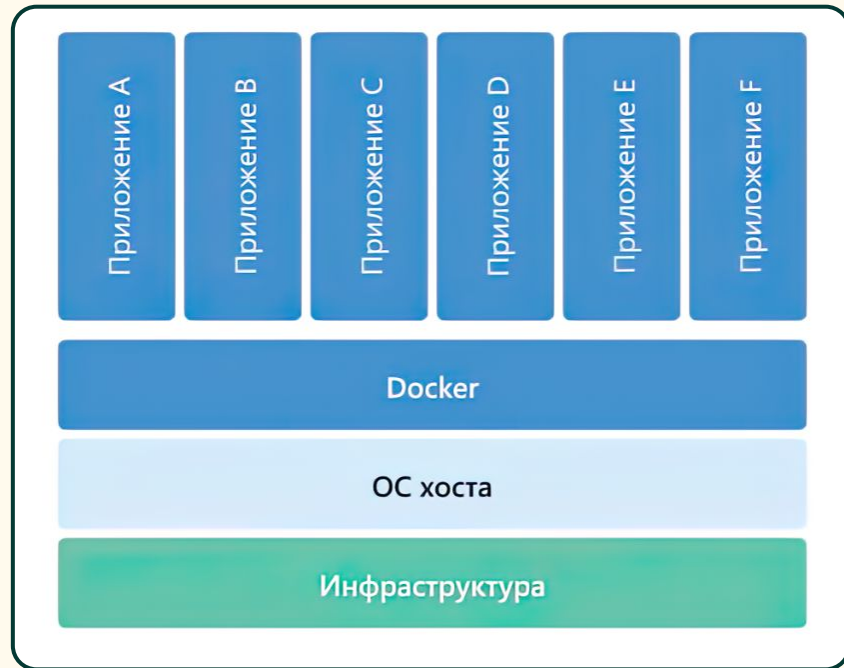 Приложение A
Приложение B
Приложение C
Приложение D
Приложение E
Приложение F
Docker
ОС хоста
Инфраструктура